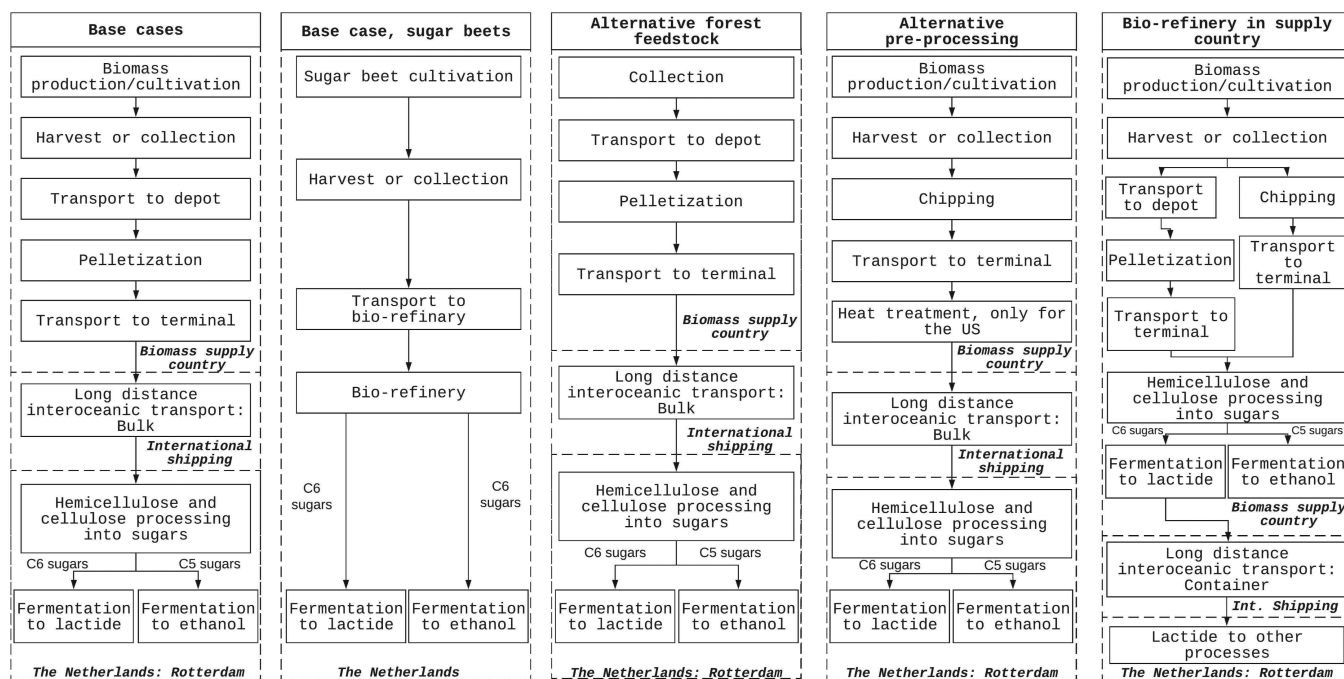 Base cases
Biomass
production/cultivation
Harvest or collection
Transport to depot
Pelletization
Transport to terminal
Biomass supply
country
Long distance
interoceanic transport:
Bulk
International
shipping
Hemicellulose and
cellulose processing
into sugars
C6 sugars
C5 sugars
Fermentation
to lactide
Fermentation
to ethanol
The Netherlands: Rotterdam
Base case, sugar beets
Sugar beet cultivation
Harvest or collection
Transport to
bio-refinary
Bio-refinery
C6
sugars
C6
sugars
Fermentation
to lactide
Fermentation
to ethanol
The Netherlands
Alternative forest
feedstock
Collection
Transport to depot
Pelletization
Transport to terminal
Biomass supply
country
Long distance
interoceanic transport:
Bulk
International
shipping
Hemicellulose and
cellulose processing
into sugars
C6 sugars
C5 sugars
Fermentation
to lactide
Fermentation
to ethanol
The Netherlands: Rotterdam
Alternative
pre-processing
Biomass
production/cultivation
Harvest or collection
Chipping
Transport to terminal
Heat treatment, only for
the US
Biomass supply
country
Long distance
interoceanic transport:
Bulk
International
shipping
Hemicellulose and
cellulose processing
into sugars
C6 sugars
C5 sugars
Fermentation
to lactide
Fermentation
to ethanol
The Netherlands: Rotterdam
Bio-refinery in supply
country
Biomass
production/cultivation
Harvest or collection
Transport
to depot
Pelletization
Transport to
terminal
Chipping
Transport
to
terminal
Hemicellulose and
cellulose processing
into sugars
C6 sugars
C5 sugars
Fermentation
to lactide
Fermentation
to ethanol
Biomass supply
country
Long distance
interoceanic transport:
Container
Int. Shipping
Lactide to other
processes
The Netherlands: Rotterdam